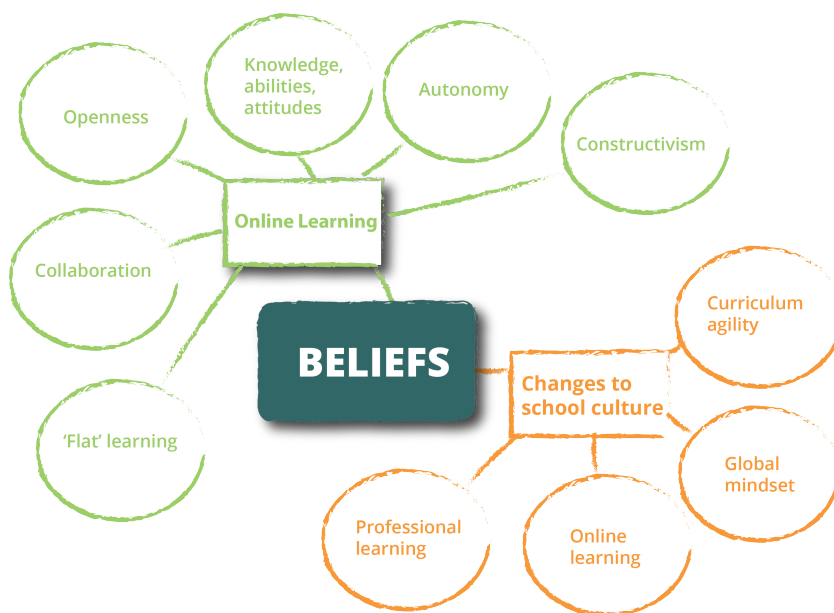 Knowledge,
abilities,
attitudes
Openness
Autonomy
Constructivism
Online Learning
Collaboration
‘Flat’ learning
BELIEFS
Changes to
school culture
Curriculum
agility
Global
mindset
Professional
learning
Online
learning